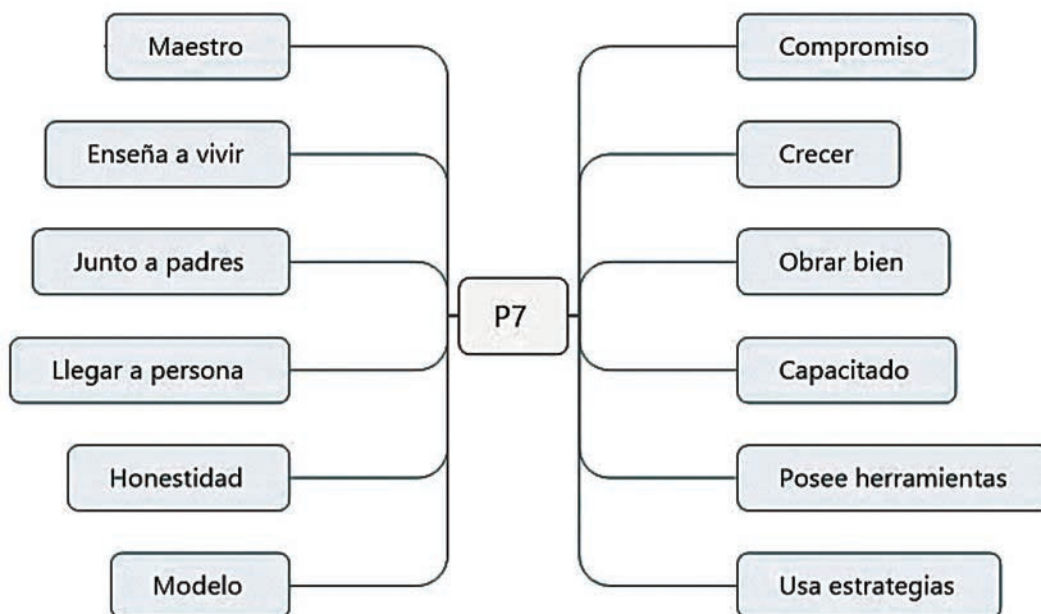 Maestro
Enseña a vivir
Junto a padres
Llegar a persona
Honestidad
Modelo
P7
Compromiso
Crecer
Obrar bien
Capacitado
Posee herramientas
Usa estrategias